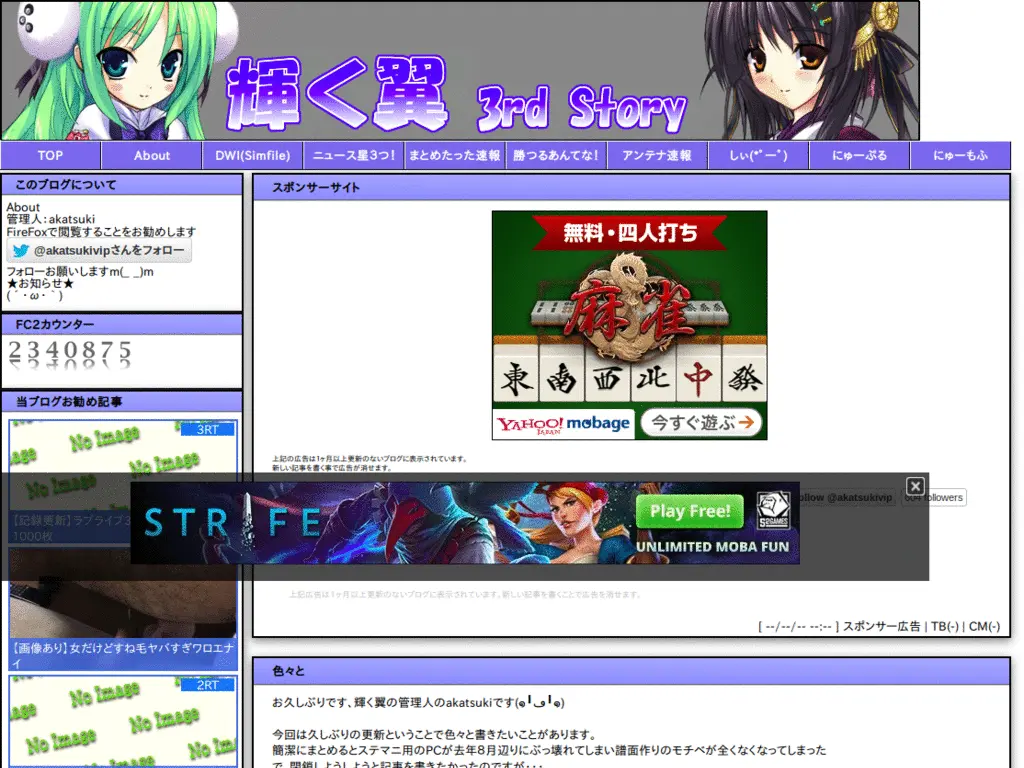 輝く翼 3rd Story
TOP About DWI(Simfile) ニュース星3つ! まとめたった速報 勝つるあんてな! アンテナ速報 しぃ(*ﾟーﾟ) にゅーぷる にゅーもふ
このブログについて
About
管理人:akatsuki
FireFoxで閲覧することをお勧めします
@akatsukivipさんをフォロー
フォローお願いしますm(_ _)m
★お知らせ★
(´・ω・｀)
FC2カウンター
2340875
当ブログお勧め記事
No Image
No Image
No Image
3RT
【記録更新】ラブライブ3
1000枚
【画像あり】女だけどすね毛ヤバすぎワロエナイ
2RT
No Image
No Image
No Image
スポンサーサイト
無料・四人打ち
麻雀
東 南 西 北 中 發
YAHOO! JAPAN mobage
今すぐ遊ぶ
上記の広告は1ヶ月以上更新のないブログに表示されています。
新しい記事を書く事で広告が消せます。
ollow @akatsukivip
604 followers
STRIFE
Play Free!
S2GAMES
UNLIMITED MOBA FUN
上記広告は1ヶ月以上更新のないブログに表示されています。新しい記事を書くことで広告を消せます。
[ --/--/-- --:-- ] スポンサー広告 | TB(-) | CM(-)
色々と
お久しぶりです、輝く翼の管理人のakatsukiです(๑╹ڡ╹๑)
今回は久しぶりの更新ということで色々と書きたいことがあります。
簡潔にまとめるとステマニ用のPCが去年8月辺りにぶっ壊れてしまい譜面作りのモチベが全くなくなってしまった
で、閉鎖しようしようと記事を書きたかったのですが・・・